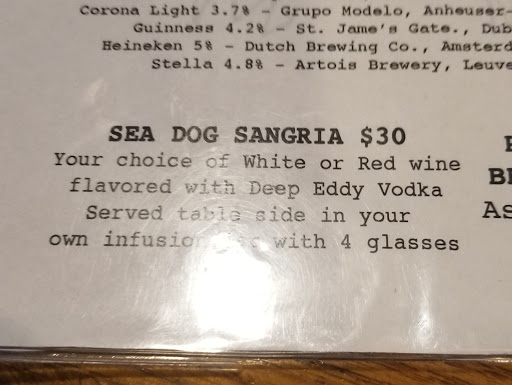 Corona Light 3.7% - Grupo Modelo, Anheuser-
Guinness 4.2% - St. Jame's Gate., Dub
Heineken 5% - Dutch Brewing Co., Amsterd
Stella 4.8% - Artois Brewery, Leuve
SEA DOG SANGRIA $30
Your choice of White or Red wine
flavored with Deep Eddy Vodka
Served table side in your
own infusion with 4 glasses
B
As